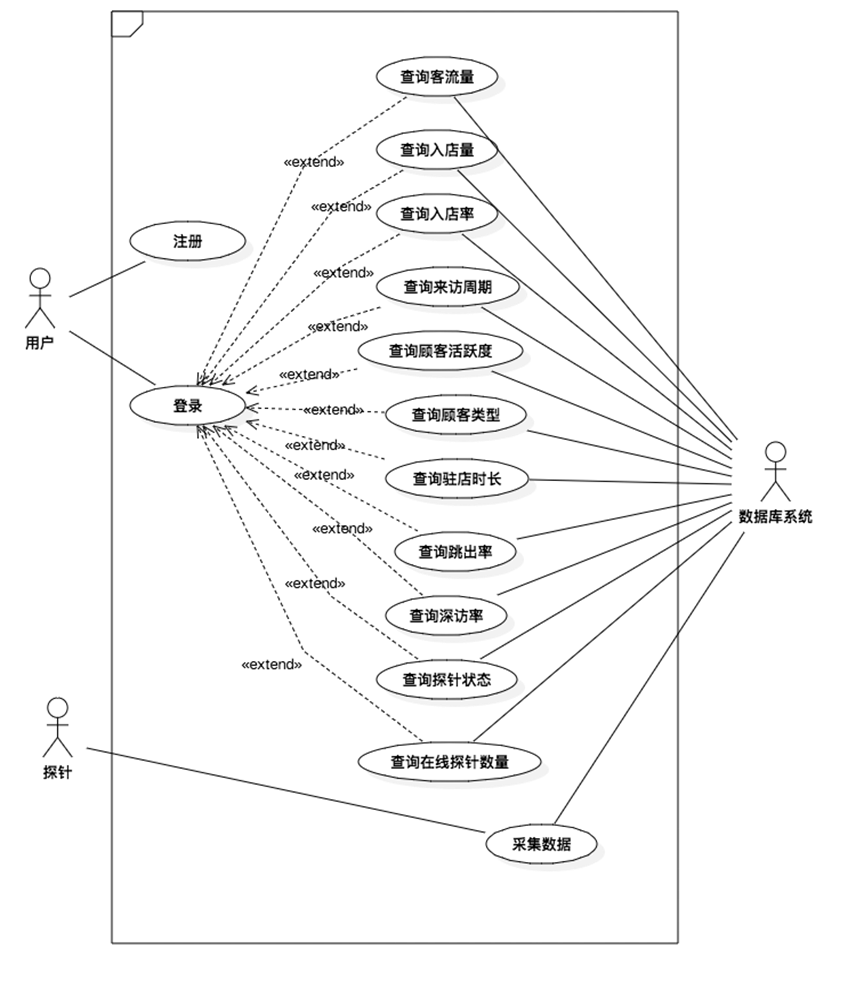 查询客流量
«extend»
查询入店量
«extend»
查询入店率
注册
«extend»
查询来访周期
用户
«extend»
查询顾客活跃度
«extend»
登录
«extend»
查询顾客类型
«extend»
查询驻店时长
«extend»
数据库系统
«extend»
查询跳出率
«extend»
查询深访率
«extend»
查询探针状态
查询在线探针数量
探针
采集数据